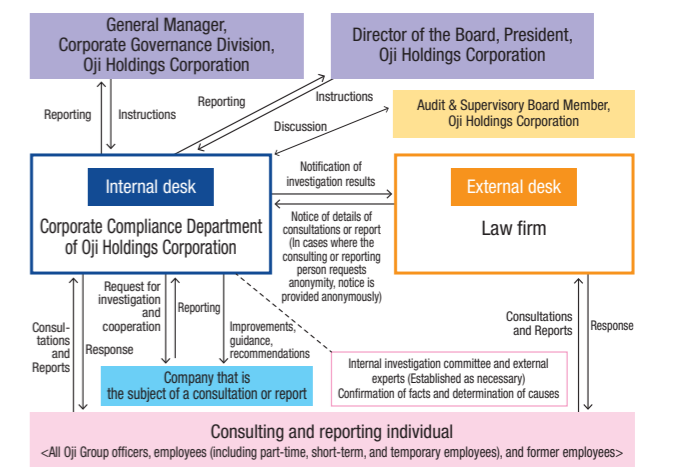 General Manager,
Corporate Governance Division,
Oji Holdings Corporation
Director of the Board, President,
Oji Holdings Corporation
Reporting
Instructions
Reporting
Instructions
Discussion
Audit & Supervisory Board Member,
Oji Holdings Corporation
Internal desk
Corporate Compliance Department
of Oji Holdings Corporation
Notification of
investigation results
Notice of details of
consultations or report
(In cases where the
consulting or reporting
person requests
anonymity, notice is
provided anonymously)
External desk
Law firm
Consul-
tations
and
Reports
Response
Request for
investigation
and
cooperation
Reporting
Improvements,
guidance,
recommendations
Consultations
and Reports
Response
Company that is
the subject of a consultation or report
Internal investigation committee and external
experts (Established as necessary)
Confirmation of facts and determination of causes
Consulting and reporting individual
<All Oji Group officers, employees (including part-time, short-term, and temporary employees), and former employees>